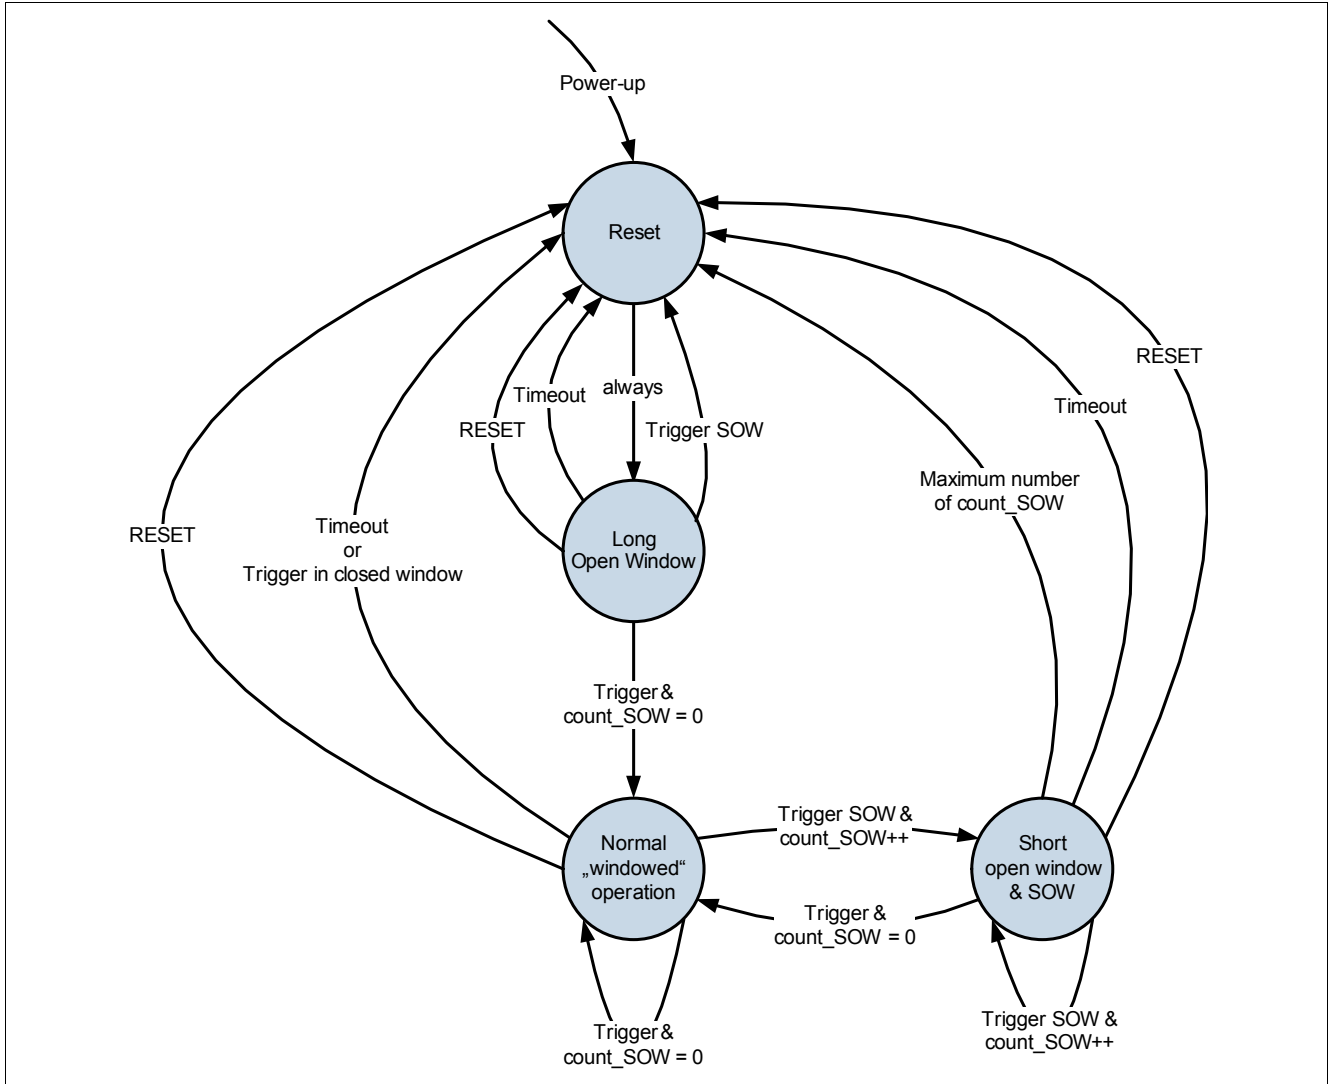 Power-up
Reset
RESET
Timeout
always
Timeout
RESET
Trigger SOW
Maximum number
of count_SOW
RESET
Timeout
or
Trigger in closed window
Long
Open Window
Trigger &
count_SOW = 0
Trigger SOW &
count_SOW++
Normal
„windowed“
operation
Short
open window
& SOW
Trigger &
count_SOW = 0
Trigger &
count_SOW = 0
Trigger SOW &
count_SOW++